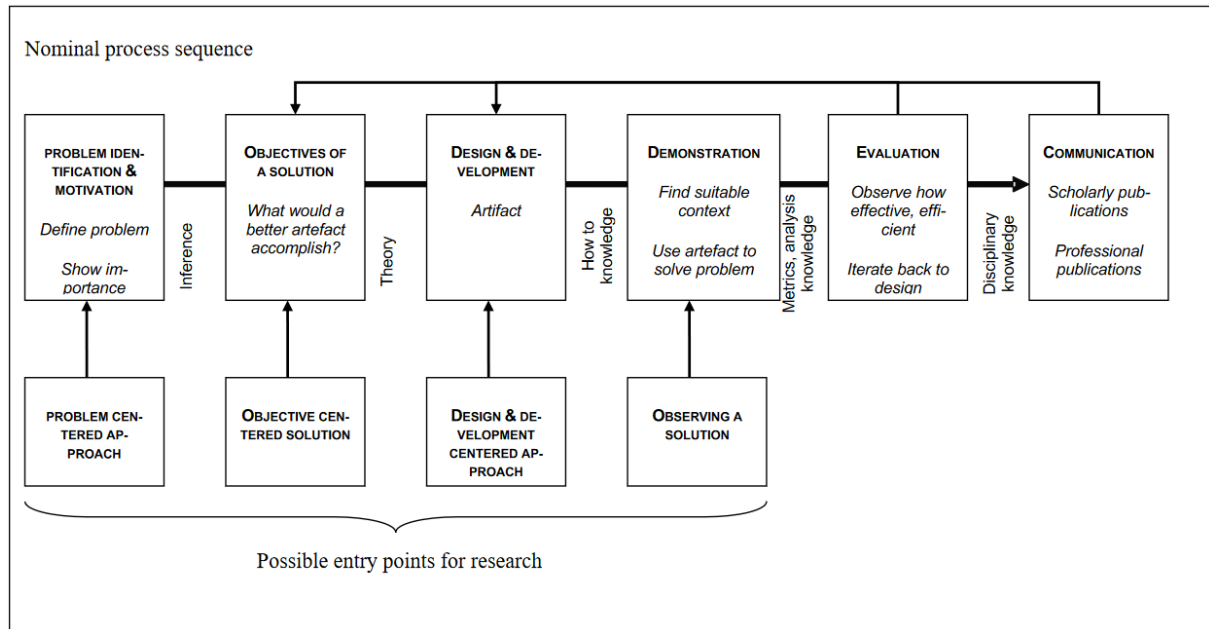 Nominal process sequence
PROBLEM IDEN-
TIFICATION &
MOTIVATION
Define problem
Show im-
portance
Inference
OBJECTIVES OF
A SOLUTION
What would a
better artefact
accomplish?
Theory
DESIGN & DE-
VELOPMENT
Artifact
How to
knowledge
DEMONSTRATION
Find suitable
context
Use artefact to
solve problem
Metrics, analysis
knowledge
EVALUATION
Observe how
effective, effi-
cient
Iterate back to
design
Disciplinary
knowledge
COMMUNICATION
Scholarly pub-
lications
Professional
publications
PROBLEM CEN-
TERED AP-
PROACH
OBJECTIVE CEN-
TERED SOLUTION
DESIGN & DE-
VELOPMENT
CENTERED AP-
PROACH
OBSERVING A
SOLUTION
Possible entry points for research